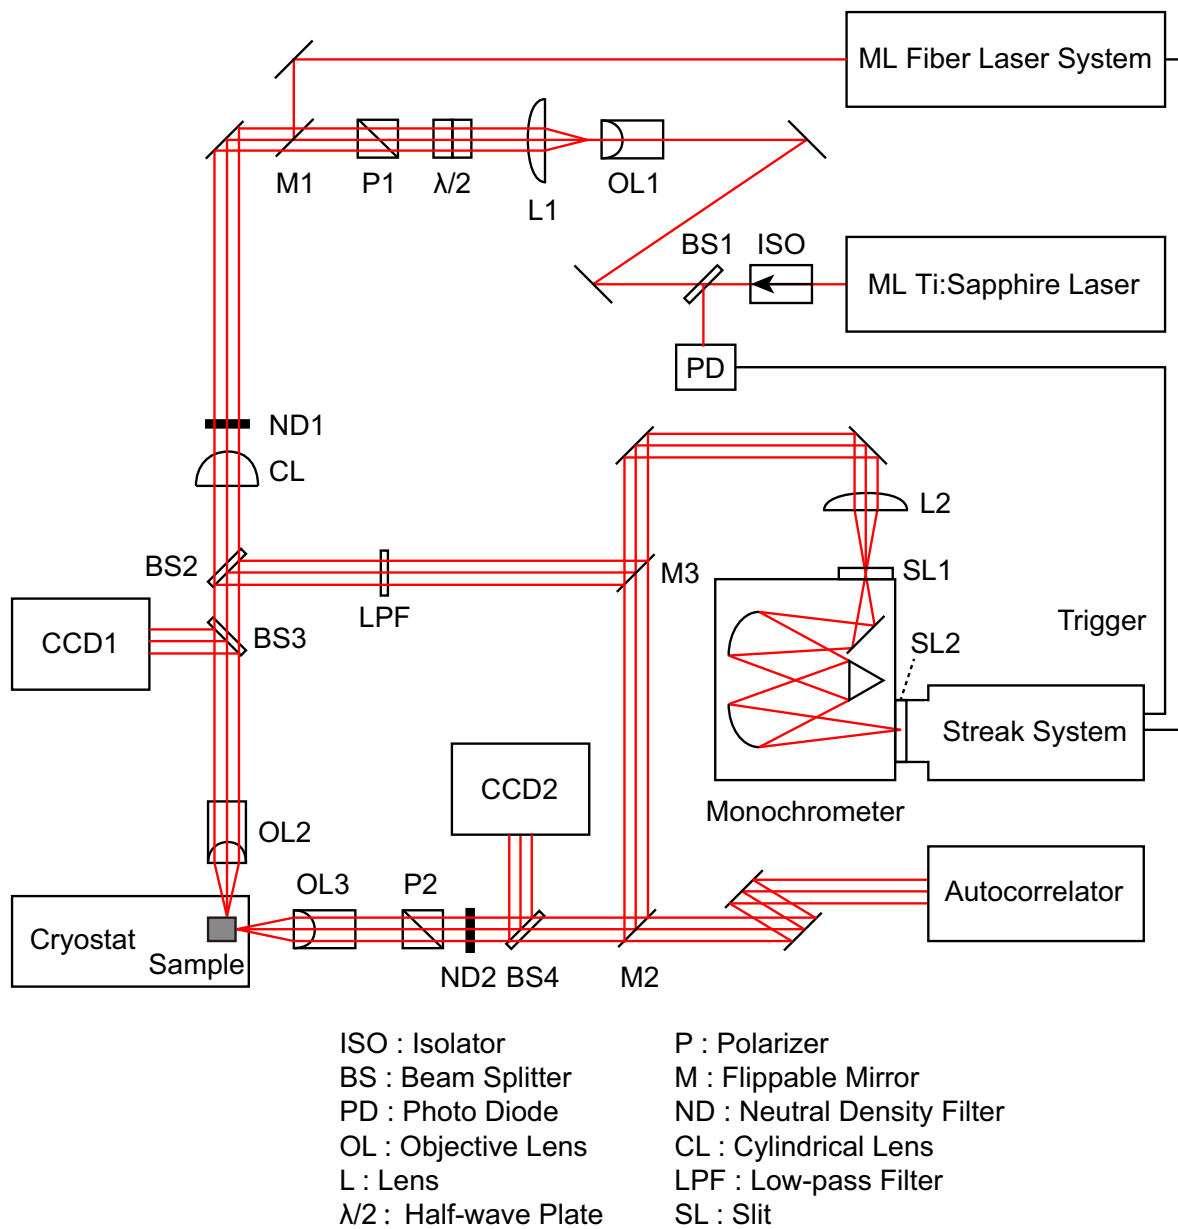 ML Fiber Laser System
M1
P1
λ/2
L1
OL1
BS1
ISO
ML Ti:Sapphire Laser
PD
ND1
CL
L2
BS2
LPF
M3
SL1
CCD1
BS3
Trigger
SL2
Streak System
CCD2
Monochrometer
OL2
OL3
P2
Autocorrelator
Cryostat
Sample
ND2
BS4
M2
ISO : Isolator
BS : Beam Splitter
PD : Photo Diode
OL : Objective Lens
L : Lens
λ/2 : Half-wave Plate
P : Polarizer
M : Flippable Mirror
ND : Neutral Density Filter
CL : Cylindrical Lens
LPF : Low-pass Filter
SL : Slit